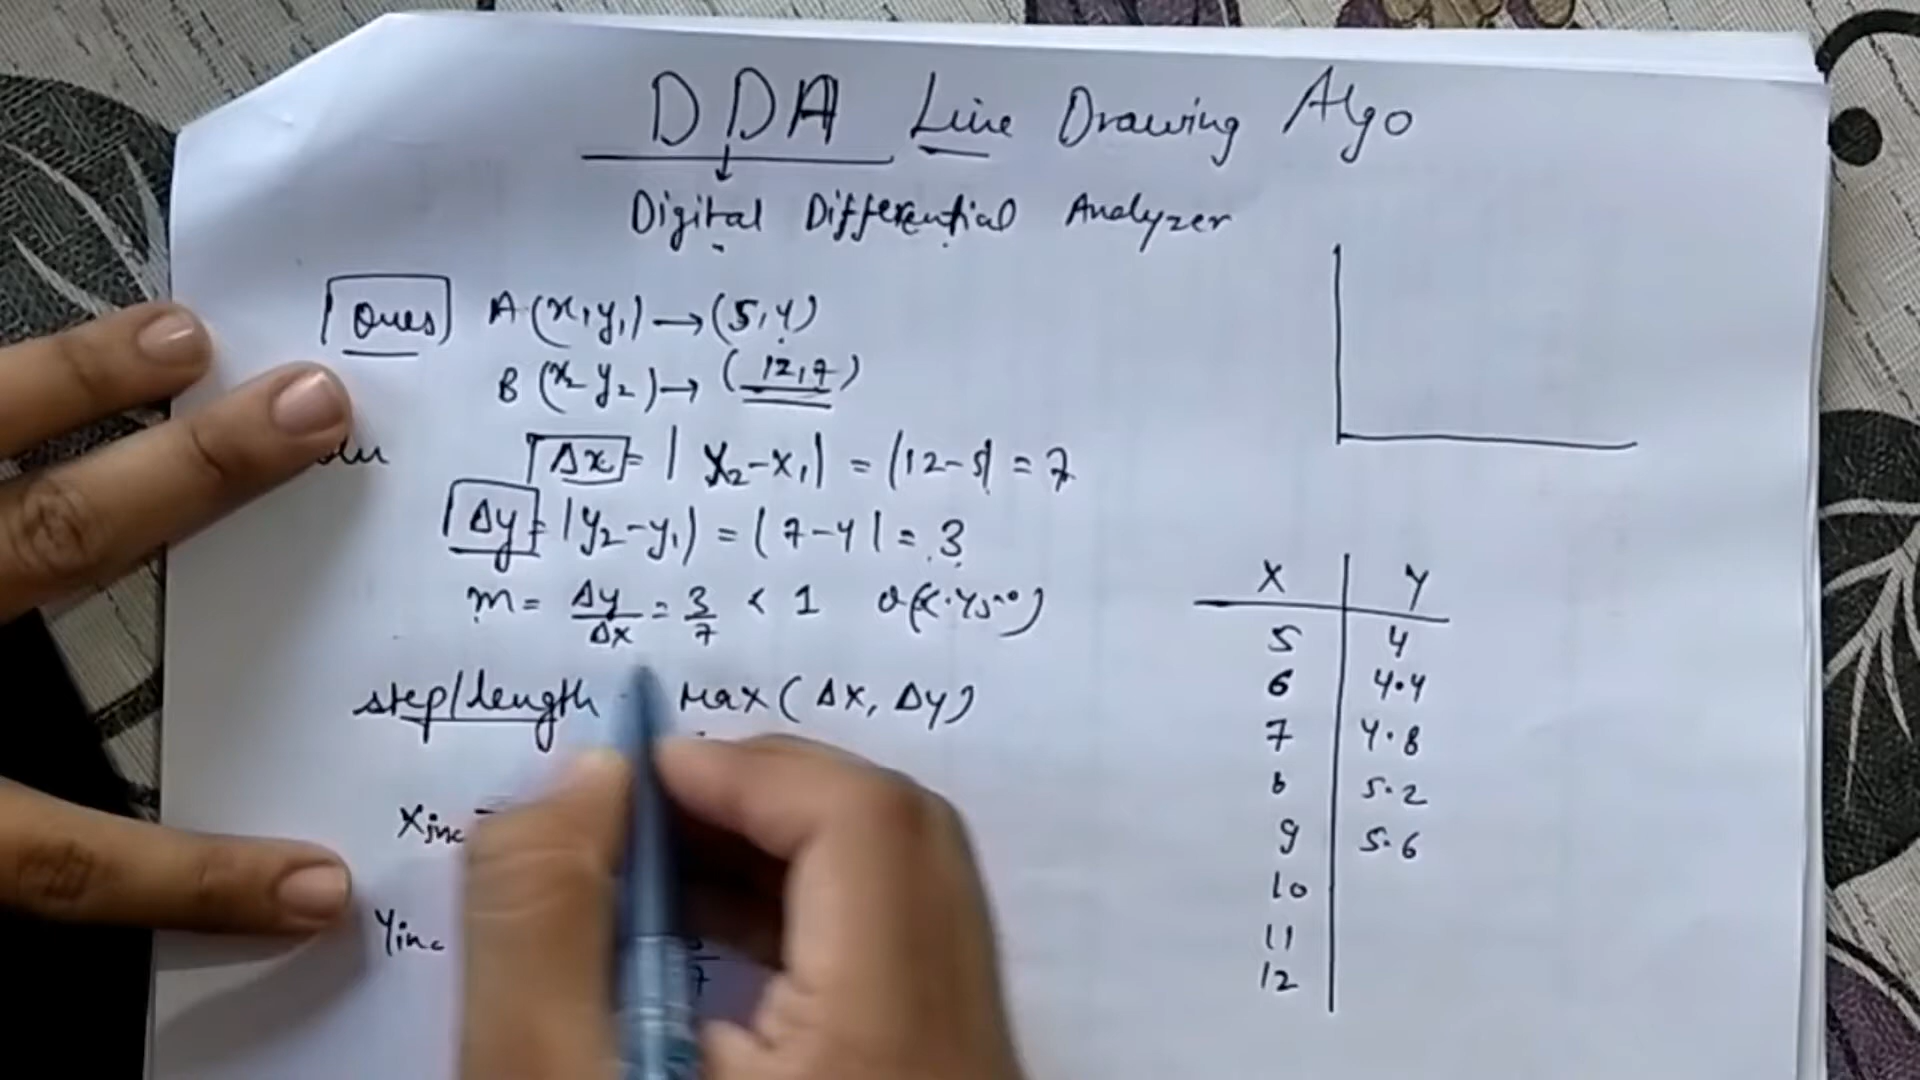 DDA Line Drawing Algo
Digital Differential Analyzer
Ques A(x, y₁) → (5, 4)
B(x₂ y₂) → (12, 7)
Δx = | x₂ - x₁| = |12 - 5| = 7
Δy = |y₂ - y₁| = |7 - 4| = 3
m = Δy/Δx = 3/7 < 1
step/length Max(Δx, Δy)
Xinc
Yinc
7
X Y
5 4
6 4.4
7 4.8
8 5.2
9 5.6
10
11
12